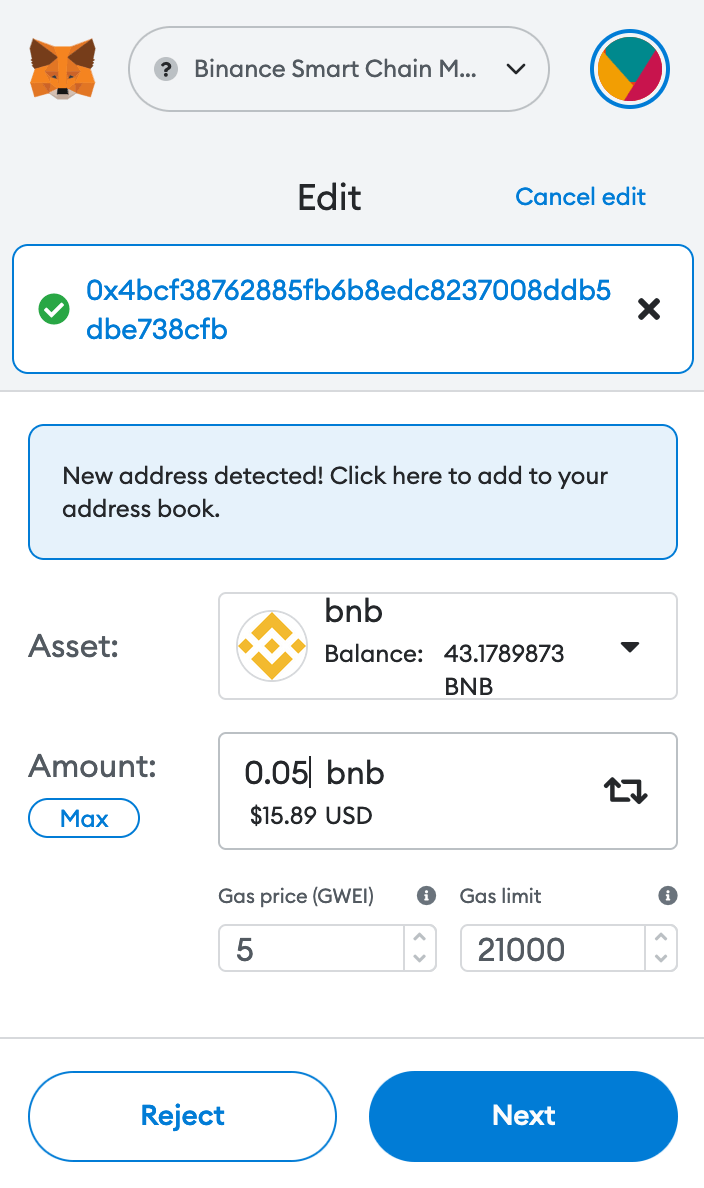 Binance Smart Chain M...
Edit
Cancel edit
0x4bcf38762885fb6b8edc8237008ddb5
dbe738cfb
New address detected! Click here to add to your
address book.
Asset:
bnb
Balance: 43.1789873
BNB
Amount:
Max
0.05 bnb
$15.89 USD
Gas price (GWEI)
Gas limit
5
21000
Reject
Next